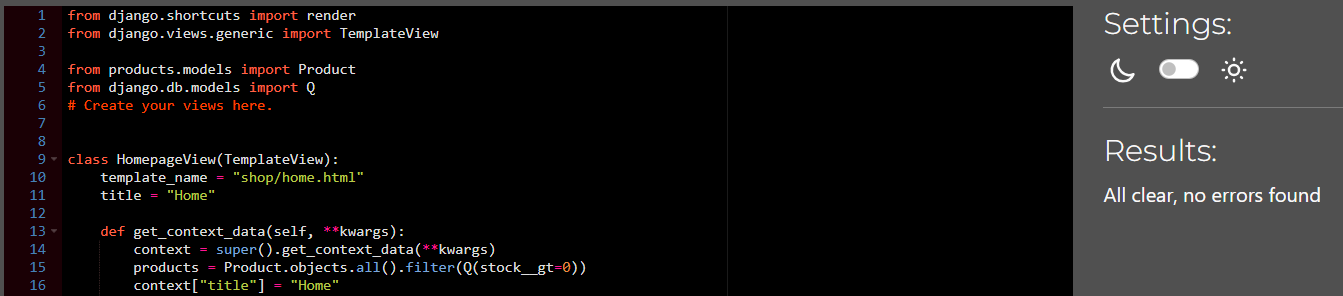 1 from django.shortcuts import render
2 from django.views.generic import TemplateView
3
4 from products.models import Product
5 from django.db.models import Q
6 # Create your views here.
7
8
9 class HomepageView(TemplateView):
10     template_name = "shop/home.html"
11     title = "Home"
12
13     def get_context_data(self, **kwargs):
14         context = super().get_context_data(**kwargs)
15         products = Product.objects.all().filter(Q(stock__gt=0))
16         context["title"] = "Home"
Settings:
Results:
All clear, no errors found